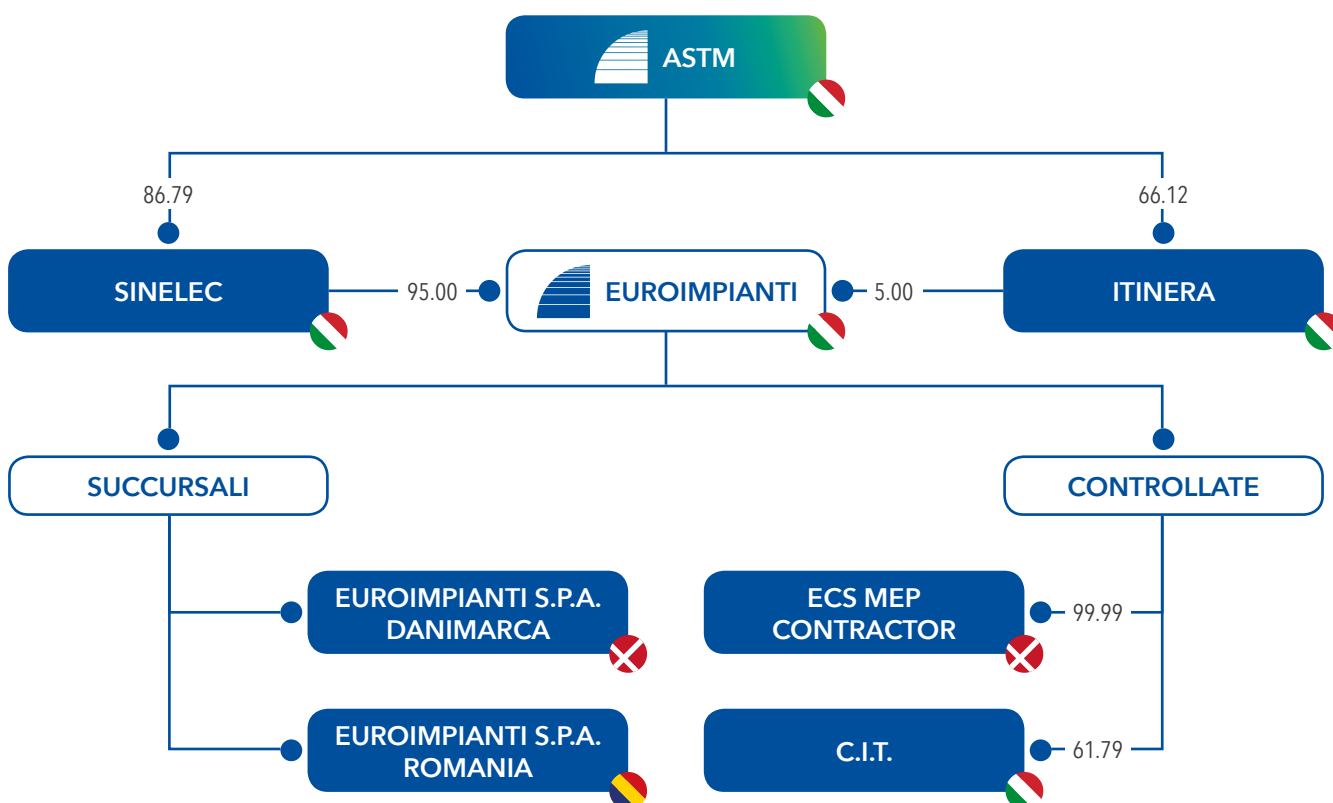 ASTM
86.79
66.12
SINELEC
95.00
EUROIMPIANTI
5.00
ITINERA
SUCCURSALI
CONTROLLATE
EUROIMPIANTI S.P.A.
DANIMARCA
ECS MEP
CONTRACTOR
99.99
EUROIMPIANTI S.P.A.
ROMANIA
C.I.T.
61.79